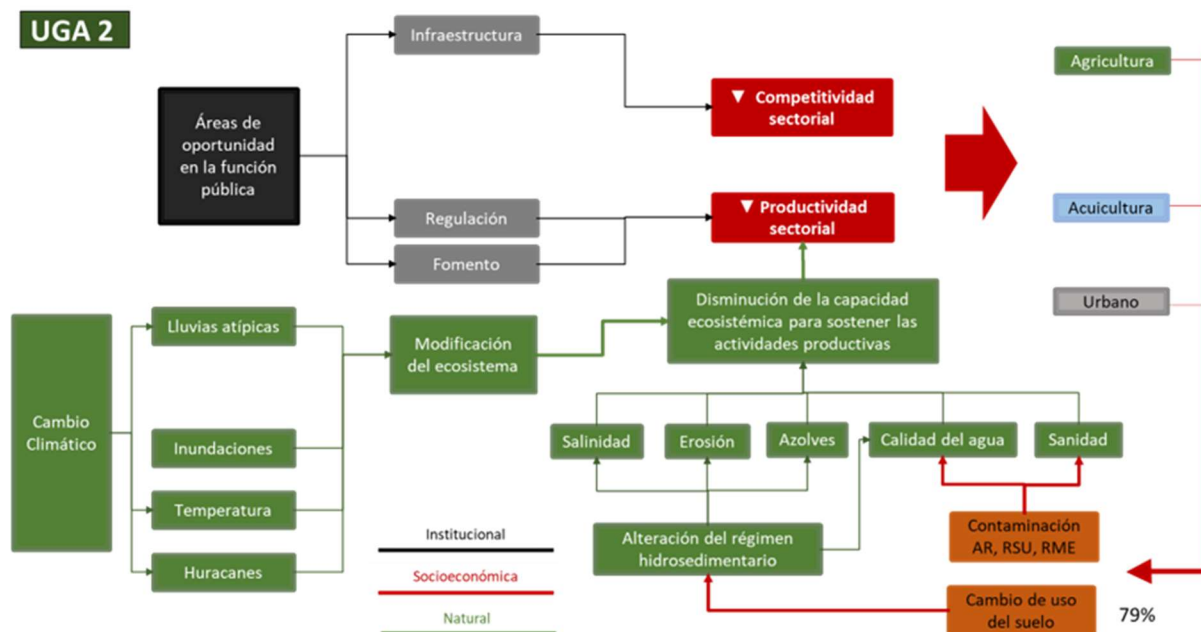 UGA 2
Infraestructura
Agricultura
▼ Competitividad
sectorial
Áreas de
oportunidad
en la función
pública
▼ Productividad
sectorial
Regulación
Acuicultura
Fomento
Disminución de la capacidad
ecosistémica para sostener las
actividades productivas
Urbano
Lluvias atípicas
Modificación
del ecosistema
Cambio
Climático
Inundaciones
Salinidad
Erosión
Azolves
Calidad del agua
Sanidad
Temperatura
Institucional
Alteración del régimen
hidrosedimentario
Contaminación
AR, RSU, RME
Huracanes
Socioeconómica
Cambio de uso
del suelo
79%
Natural